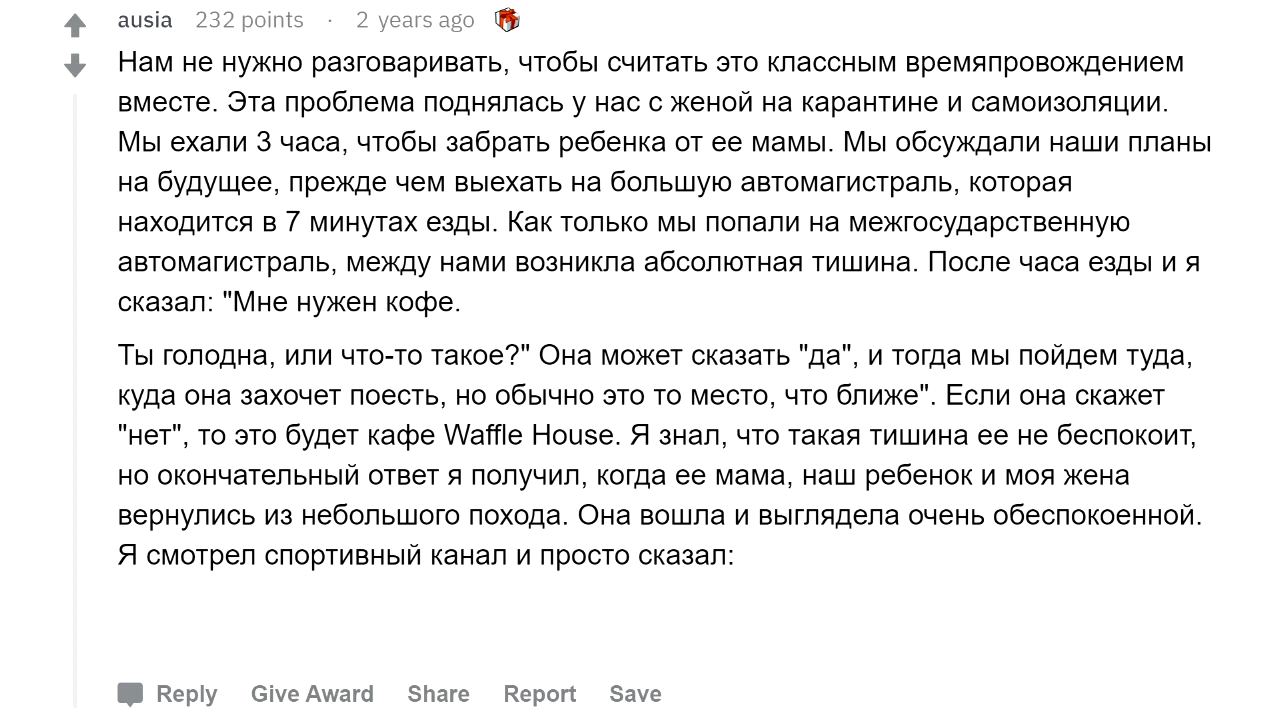 ausia 232 points · 2 years ago
Нам не нужно разговаривать, чтобы считать это классным времяпровождением
вместе. Эта проблема поднялась у нас с женой на карантине и самоизоляции.
Мы ехали 3 часа, чтобы забрать ребенка от ее мамы. Мы обсуждали наши планы
на будущее, прежде чем выехать на большую автомагистраль, которая
находится в 7 минутах езды. Как только мы попали на межгосударственную
автомагистраль, между нами возникла абсолютная тишина. После часа езды и я
сказал: "Мне нужен кофе.
Ты голодна, или что-то такое?" Она может сказать "да", и тогда мы пойдем туда,
куда она захочет поесть, но обычно это то место, что ближе". Если она скажет
"нет", то это будет кафе Waffle House. Я знал, что такая тишина ее не беспокоит,
но окончательный ответ я получил, когда ее мама, наш ребенок и моя жена
вернулись из небольшого похода. Она вошла и выглядела очень обеспокоенной.
Я смотрел спортивный канал и просто сказал:
Reply Give Award Share Report Save